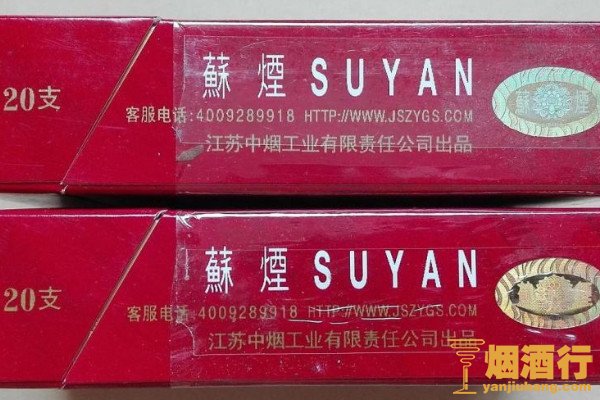 20支
蘇煙 SUYAN
客服电话:4009289918 HTTP://WWW.JSZYGS.COM
江苏中烟工业有限责任公司出品
蘇 煙
20支
蘇煙 SUYAN
客服电话:4009289918 HTTP://WWW.JSZYGS.COM
江苏中烟工业有限责任公司出品
烟酒行
yanjiuhang.com